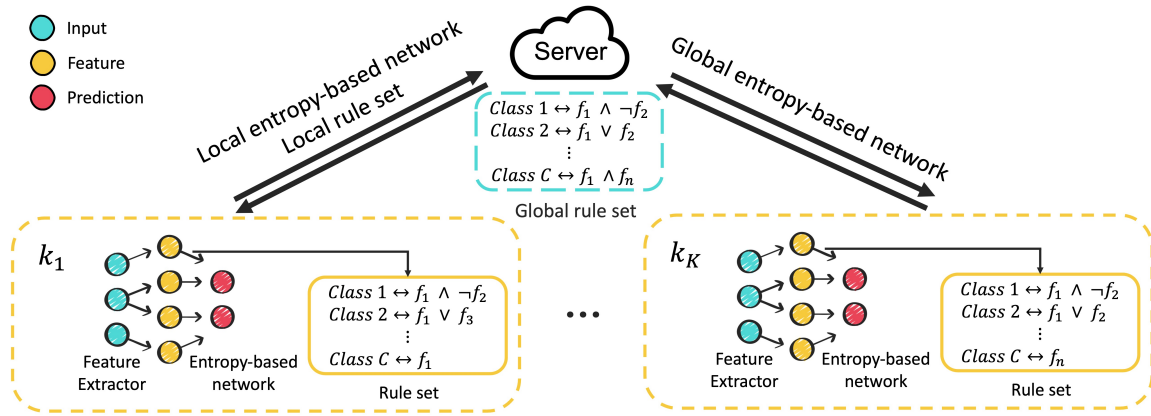 Input
Feature
Prediction
Server
Local entropy-based network
Local rule set
Global entropy-based network
Class 1 ↔ f₁ ∧ ¬f₂
Class 2 ↔ f₁ ∨ f₂
⋮
Class C ↔ f₁ ∧ fₙ
Global rule set
k₁
Class 1 ↔ f₁ ∧ ¬f₂
Class 2 ↔ f₁ ∨ f₃
⋮
Class C ↔ f₁
Feature
Extractor
Entropy-based
network
Rule set
...
k_K
Class 1 ↔ f₁ ∧ ¬f₂
Class 2 ↔ f₁ ∨ f₂
⋮
Class C ↔ fₙ
Feature
Extractor
Entropy-based
network
Rule set